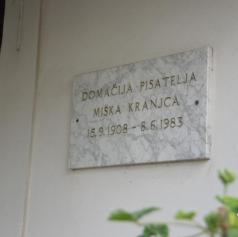 DOMAČIJA PISATELJA
MIŠKA KRANJCA
15.9.1908 - 8.6.1983